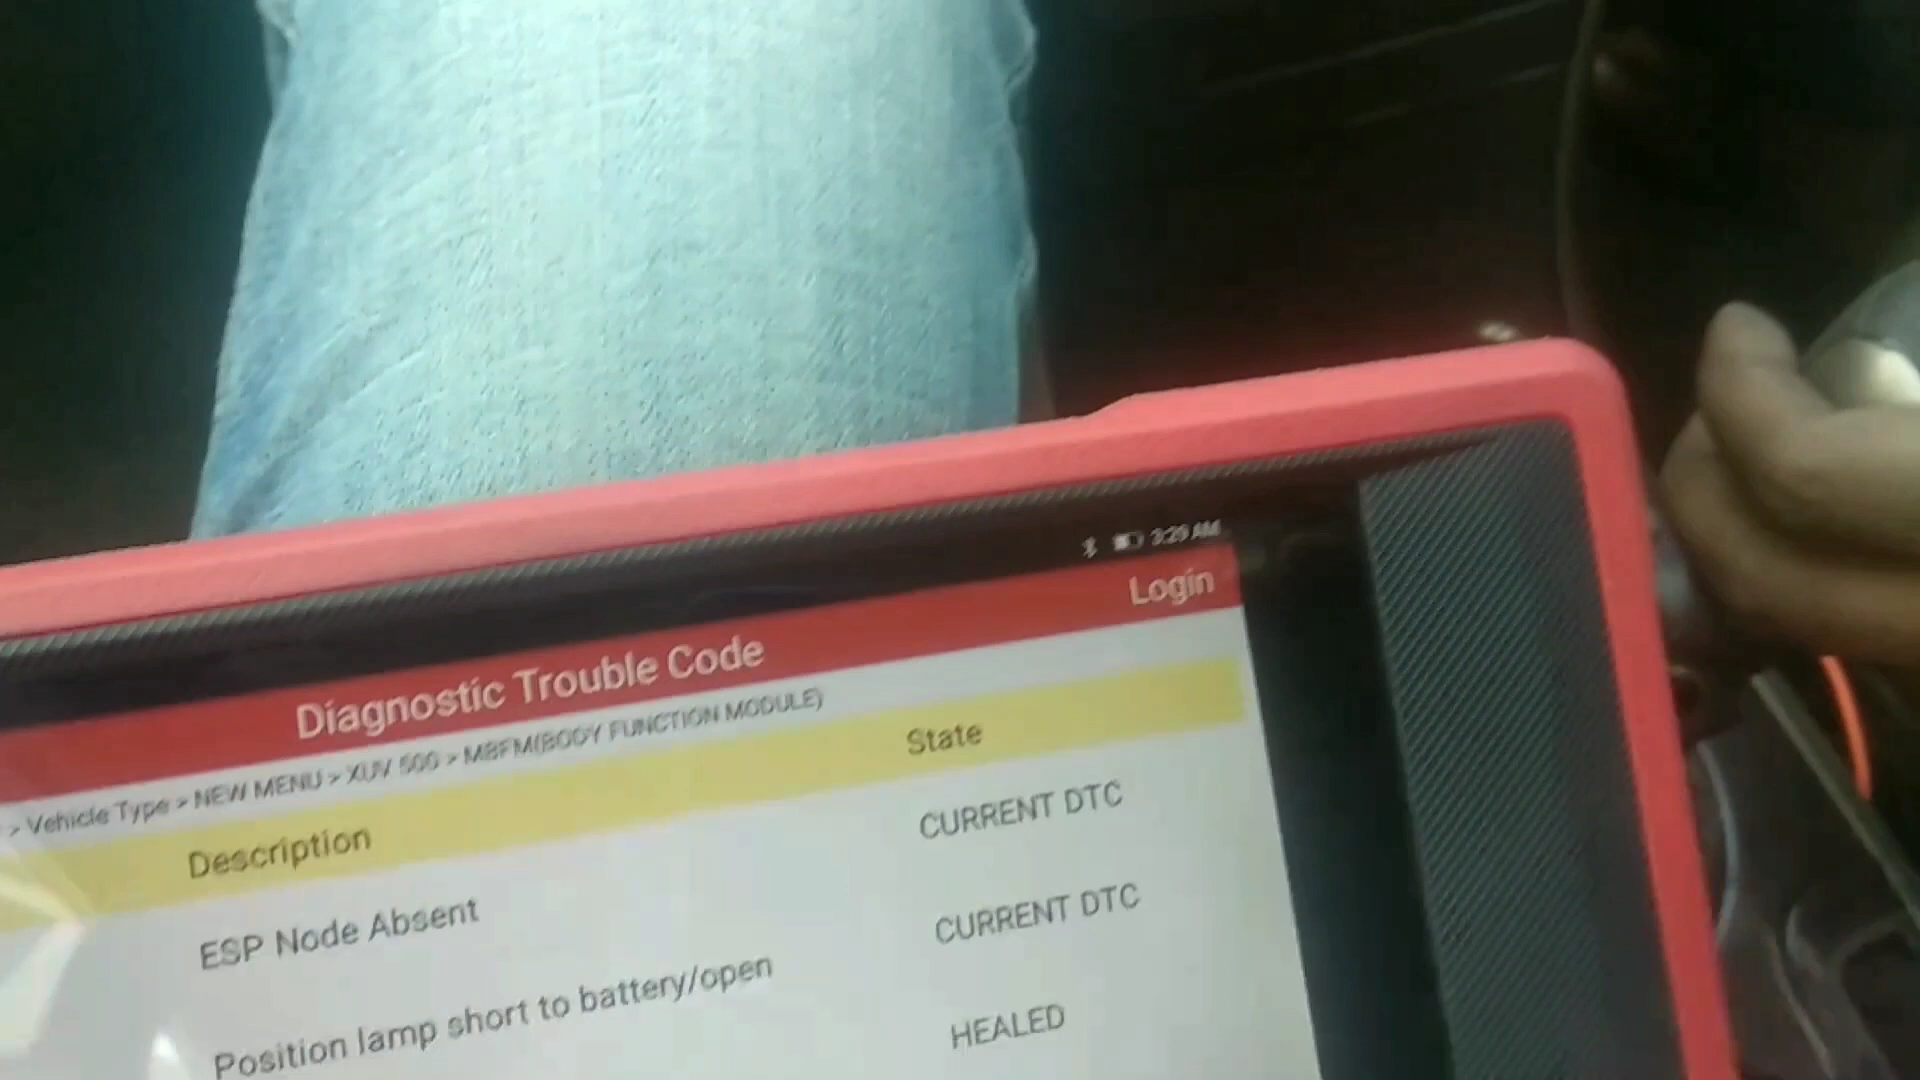 3:29 AM
Login
Diagnostic Trouble Code
> Vehicle Type > NEW MENU > XUV 500 > MBFM(BODY FUNCTION MODULE)
Description State
ESP Node Absent CURRENT DTC
Position lamp short to battery/open CURRENT DTC
HEALED